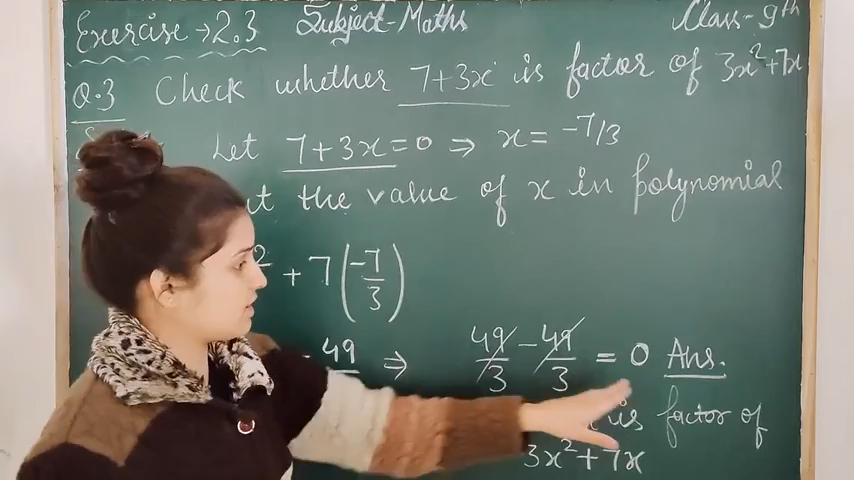 Exercise → 2.3 Subject - Maths Class - 9th
Q.3 Check whether 7+3x is factor of 3x²+7x
Let 7+3x=0 ⇒ x= -7/3
the value of x in polynomial
2 + 7(-7/3)
49 ⇒ 49/3 - 49/3 = 0 Ans.
is factor of
3x²+7x